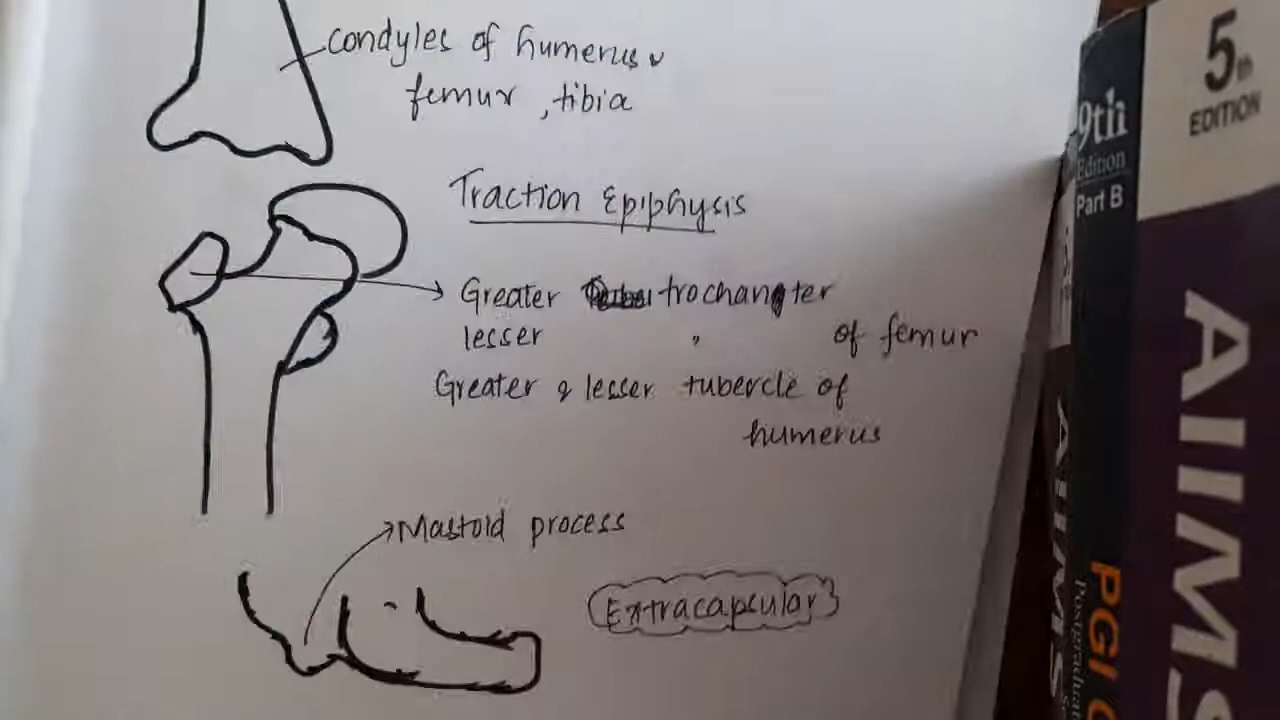 condyles of humerus
femur , tibia
Traction Epiphysis
Greater trochanter
lesser " of femur
Greater & lesser tubercle of
humerus
Mastoid process
Extracapsular
5th
EDITION
AIIMS
9th
Edition
Part B
PGI
AIIMS